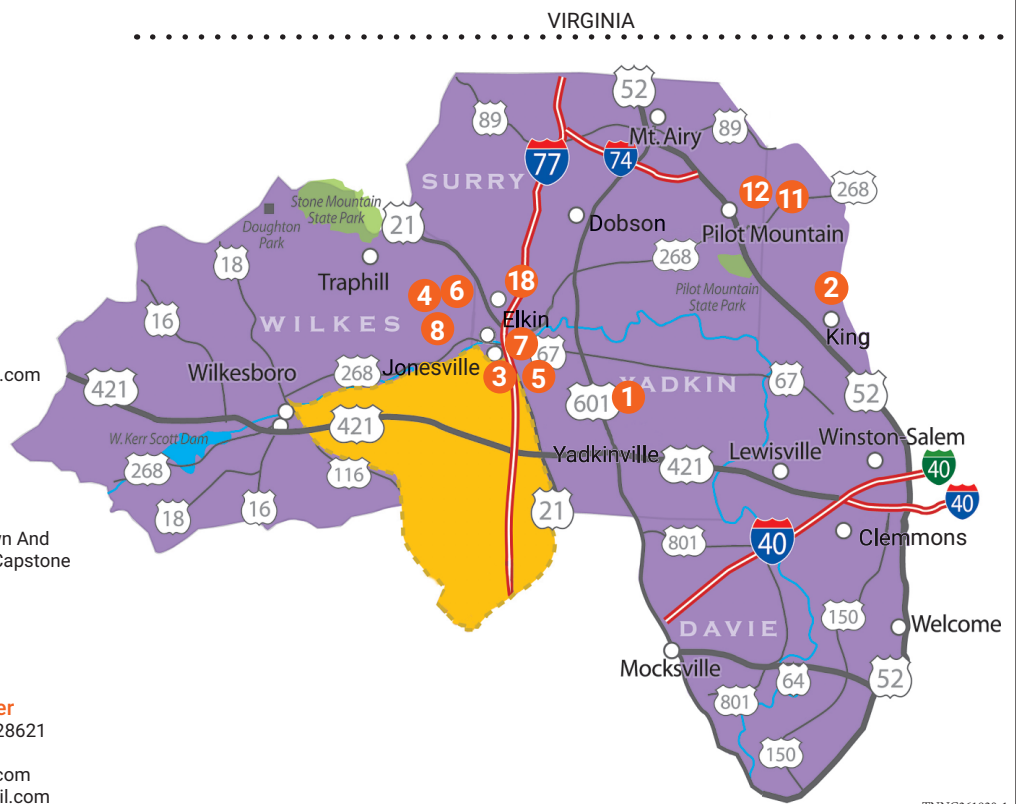 VIRGINIA
52
89
Mt. Airy
89
77
74
SURRY
12
11
268
Stone Mountain
State Park
Doughton
Park
21
Dobson
Pilot Mountain
18
268
Traphill
Pilot Mountain
State Park
18
2
4
6
16
WILKES
8
Elkin
King
7
67
Wilkesboro
268
Jonesville
3
5
YADKIN
67
.com
421
601
1
52
421
Winston-Salem
W. Kerr Scott Dam
Yadkinville
421
Lewisville
40
268
116
40
18
16
21
wn And
Capstone
801
40
Clemmons
150
DAVIE
Welcome
Mocksville
64
52
801
er
28621
150
com
il.com